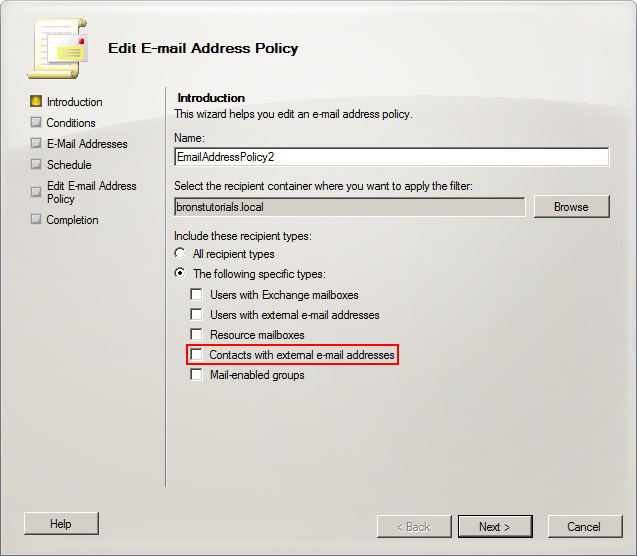 Edit E-mail Address Policy
Introduction
Conditions
E-Mail Addresses
Schedule
Edit E-mail Address
Policy
Completion
Introduction
This wizard helps you edit an e-mail address policy.
Name:
EmailAddressPolicy2
Select the recipient container where you want to apply the filter:
bronstutorials.local
Browse
Include these recipient types:
All recipient types
The following specific types:
Users with Exchange mailboxes
Users with external e-mail addresses
Resource mailboxes
Contacts with external e-mail addresses
Mail-enabled groups
Help
< Back
Next >
Cancel